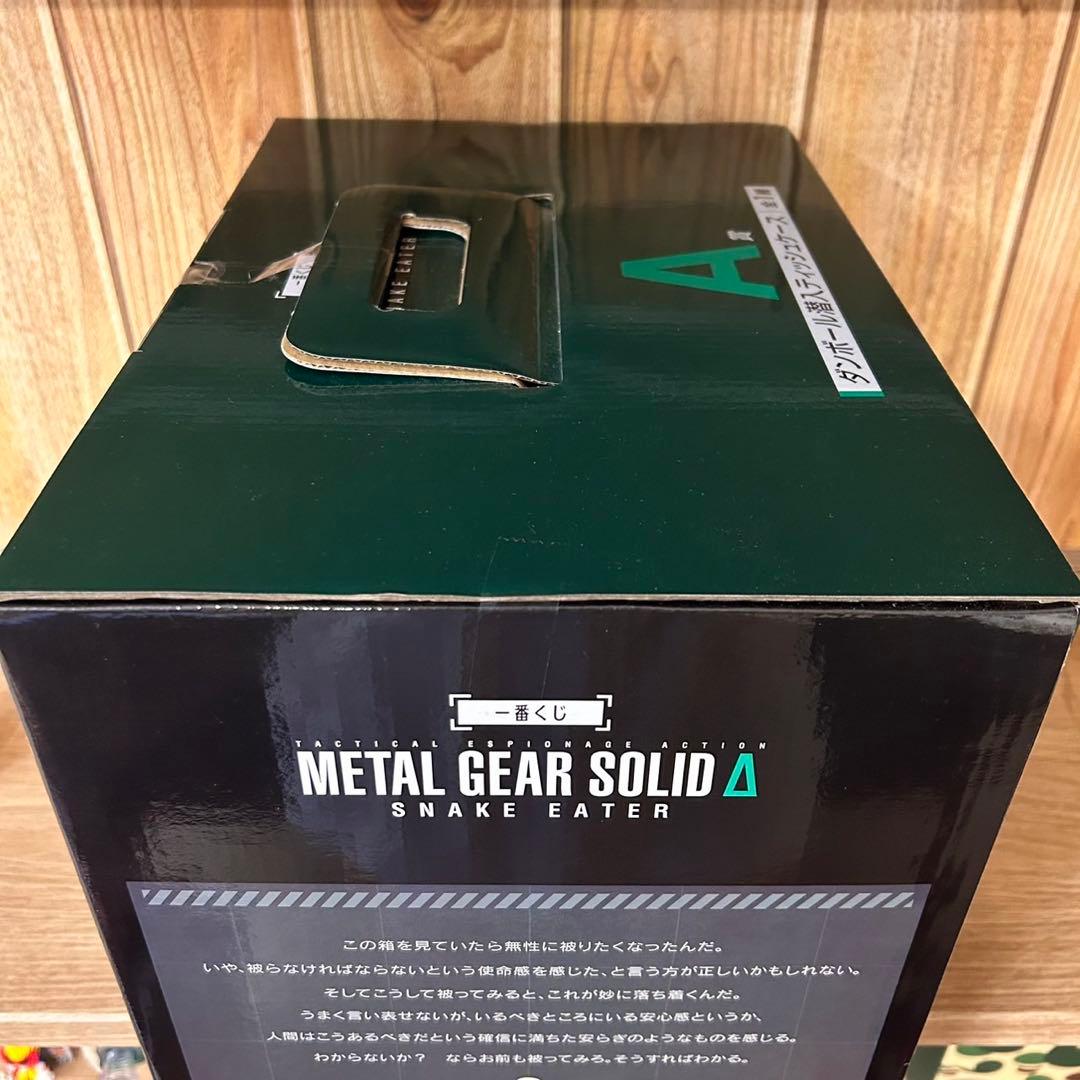 A賞
ダンボール潜入ティッシュケース
SNAKE EATER
一番くじ
TACTICAL ESPIONAGE ACTION
METAL GEAR SOLID Δ
SNAKE EATER
この箱を見ていたら無性に被りたくなったんだ。
いや、被らなければならないという使命感を感じた、と言う方が正しいかもしれない。
そしてこうして被ってみると、これが妙に落ち着くんだ。
うまく言い表せないが、いるべきところにいる安心感というか、
人間はこうあるべきだという確信に満ちた安らぎのようなものを感じる。
わからないか？ ならお前も被ってみろ。そうすればわかる。